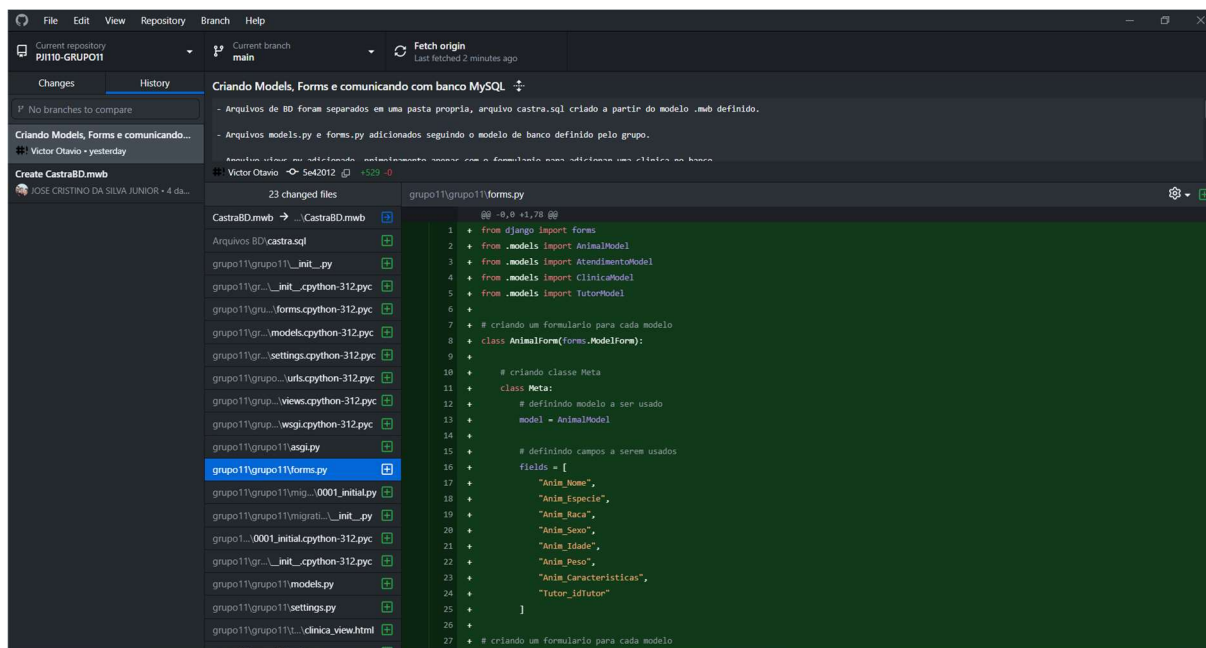 File Edit View Repository Branch Help
Current repository
PJI110-GRUPO11
Current branch
main
Fetch origin
Last fetched 2 minutes ago
Changes History
No branches to compare
Criando Models, Forms e comunicando...
Victor Otavio • yesterday
Create CastraBD.mwb
JOSE CRISTINO DA SILVA JUNIOR • 4 da...
Criando Models, Forms e comunicando com banco MySQL
- Arquivos de BD foram separados em uma pasta propria, arquivo castra.sql criado a partir do modelo .mwb definido.
- Arquivos models.py e forms.py adicionados seguindo o modelo de banco definido pelo grupo.
Arquivo views.py adicionado, primeiramente apenas com o formulario para adicionar uma clinica no banco
Victor Otavio 5e42012 +529 -0
23 changed files
CastraBD.mwb → ...\CastraBD.mwb
Arquivos BD\castra.sql
grupo11\grupo11\__init__.py
grupo11\gr...\__init__.cpython-312.pyc
grupo11\gru...\forms.cpython-312.pyc
grupo11\gr...\models.cpython-312.pyc
grupo11\gr...\settings.cpython-312.pyc
grupo11\grupo...\urls.cpython-312.pyc
grupo11\grup...\views.cpython-312.pyc
grupo11\grup...\wsgi.cpython-312.pyc
grupo11\grupo11\asgi.py
grupo11\grupo11\forms.py
grupo11\grupo11\mig...\0001_initial.py
grupo11\grupo11\migrati...\__init__.py
grupo1...\0001_initial.cpython-312.pyc
grupo11\gr...\__init__.cpython-312.pyc
grupo11\grupo11\models.py
grupo11\grupo11\settings.py
grupo11\grupo11\t...\clinica_view.html
grupo11\grupo11\forms.py
@@ -0,0 +1,78 @@
1 + from django import forms
2 + from .models import AnimalModel
3 + from .models import AtendimentoModel
4 + from .models import ClinicaModel
5 + from .models import TutorModel
6 +
7 + # criando um formulario para cada modelo
8 + class AnimalForm(forms.ModelForm):
9 +
10 + # criando classe Meta
11 + class Meta:
12 + # definindo modelo a ser usado
13 + model = AnimalModel
14 +
15 + # definindo campos a serem usados
16 + fields = [
17 + "Anim_Nome",
18 + "Anim_Especie",
19 + "Anim_Raca",
20 + "Anim_Sexo",
21 + "Anim_Idade",
22 + "Anim_Peso",
23 + "Anim_Caracteristicas",
24 + "Tutor_idTutor"
25 + ]
26 +
27 + # criando um formulario para cada modelo